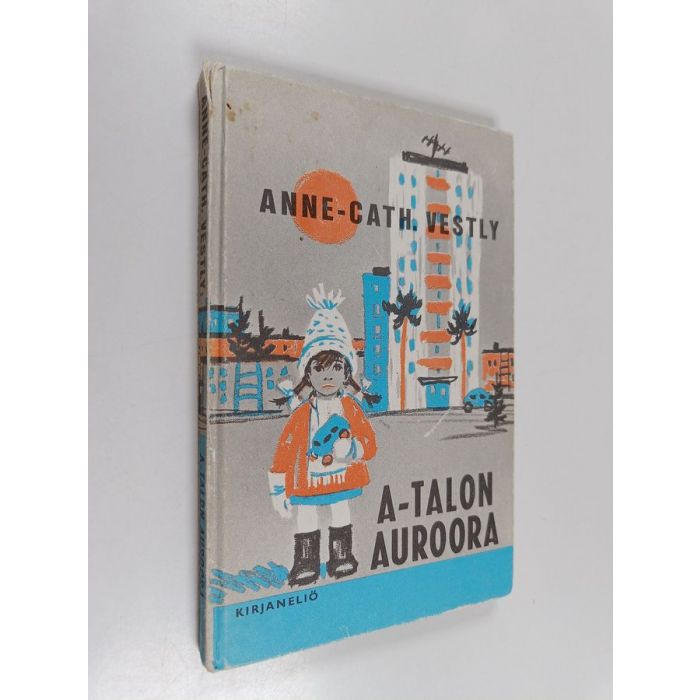 ANNE-CATH. VESTLY
A-TALON
AUROORA
KIRJANELIÖ
ANNE-CATH. VESTLY
A-TALON AUROORA